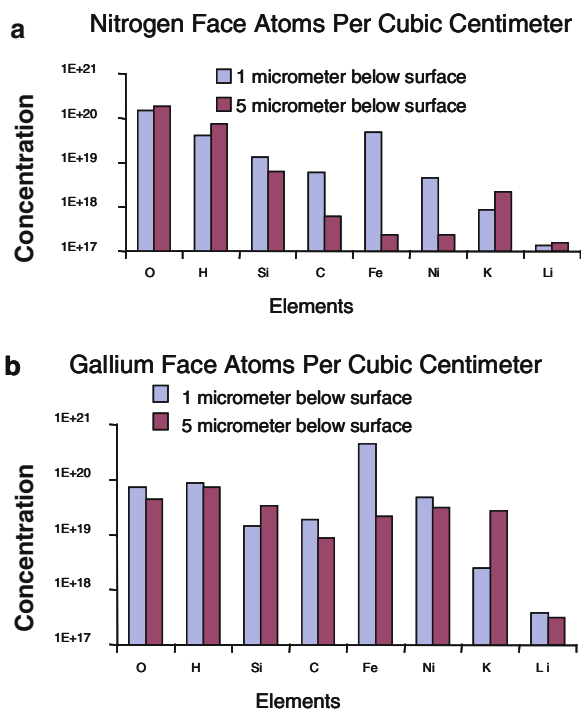 a
Nitrogen Face Atoms Per Cubic Centimeter
1 micrometer below surface
5 micrometer below surface
Concentration
1E+21
1E+20
1E+19
1E+18
1E+17
O H Si C Fe Ni K Li
Elements
b
Gallium Face Atoms Per Cubic Centimeter
1 micrometer below surface
5 micrometer below surface
Concentration
1E+21
1E+20
1E+19
1E+18
1E+17
O H Si C Fe Ni K Li
Elements